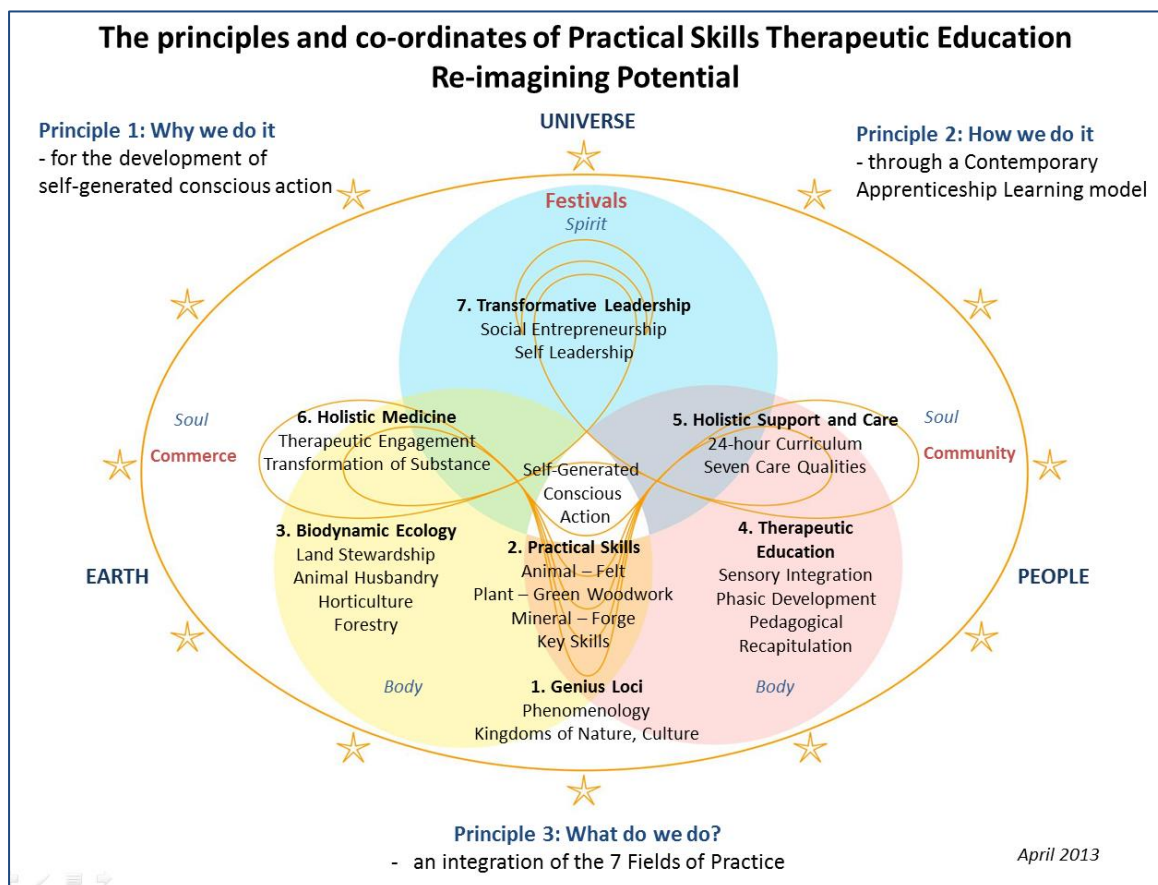 The principles and co-ordinates of Practical Skills Therapeutic Education
Re-imagining Potential
Principle 1: Why we do it
- for the development of
self-generated conscious action
UNIVERSE
Principle 2: How we do it
- through a Contemporary
Apprenticeship Learning model
Festivals
Spirit
7. Transformative Leadership
Social Entrepreneurship
Self Leadership
Soul
Commerce
6. Holistic Medicine
Therapeutic Engagement
Transformation of Substance
5. Holistic Support and Care
24-hour Curriculum
Seven Care Qualities
Soul
Community
Self-Generated
Conscious
Action
EARTH
3. Biodynamic Ecology
Land Stewardship
Animal Husbandry
Horticulture
Forestry
2. Practical Skills
Animal – Felt
Plant – Green Woodwork
Mineral – Forge
Key Skills
4. Therapeutic
Education
Sensory Integration
Phasic Development
Pedagogical
Recapitulation
PEOPLE
Body
1. Genius Loci
Phenomenology
Kingdoms of Nature, Culture
Body
Principle 3: What do we do?
- an integration of the 7 Fields of Practice
April 2013